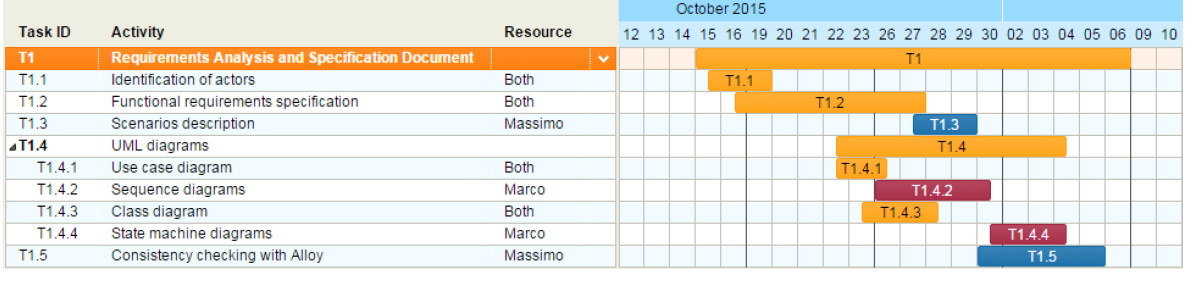 October 2015
Task ID Activity Resource 12 13 14 15 16 19 20 21 22 23 26 27 28 29 30 02 03 04 05 06 09 10
T1 Requirements Analysis and Specification Document T1
T1.1 Identification of actors Both T1.1
T1.2 Functional requirements specification Both T1.2
T1.3 Scenarios description Massimo T1.3
T1.4 UML diagrams T1.4
T1.4.1 Use case diagram Both T1.4.1
T1.4.2 Sequence diagrams Marco T1.4.2
T1.4.3 Class diagram Both T1.4.3
T1.4.4 State machine diagrams Marco T1.4.4
T1.5 Consistency checking with Alloy Massimo T1.5